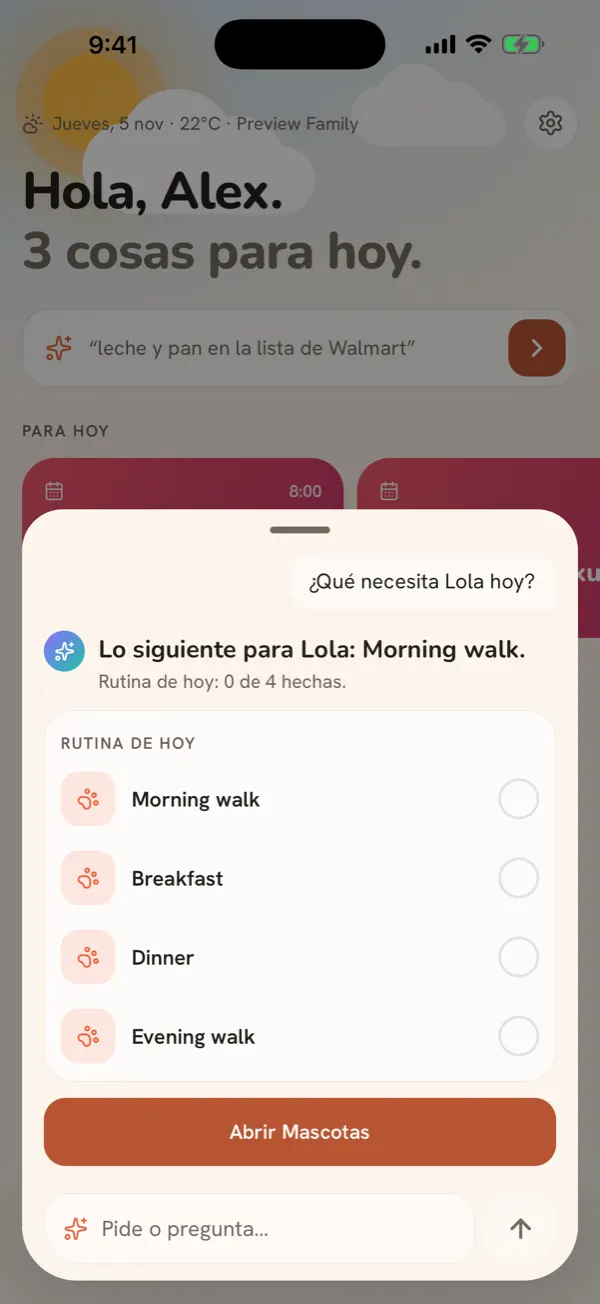 9:41
Jueves, 5 nov · 22°C · Preview Family
Hola, Alex.
3 cosas para hoy.
“leche y pan en la lista de Walmart”
PARA HOY
8:00
¿Qué necesita Lola hoy?
Lo siguiente para Lola: Morning walk.
Rutina de hoy: 0 de 4 hechas.
RUTINA DE HOY
Morning walk
Breakfast
Dinner
Evening walk
Abrir Mascotas
Pide o pregunta...